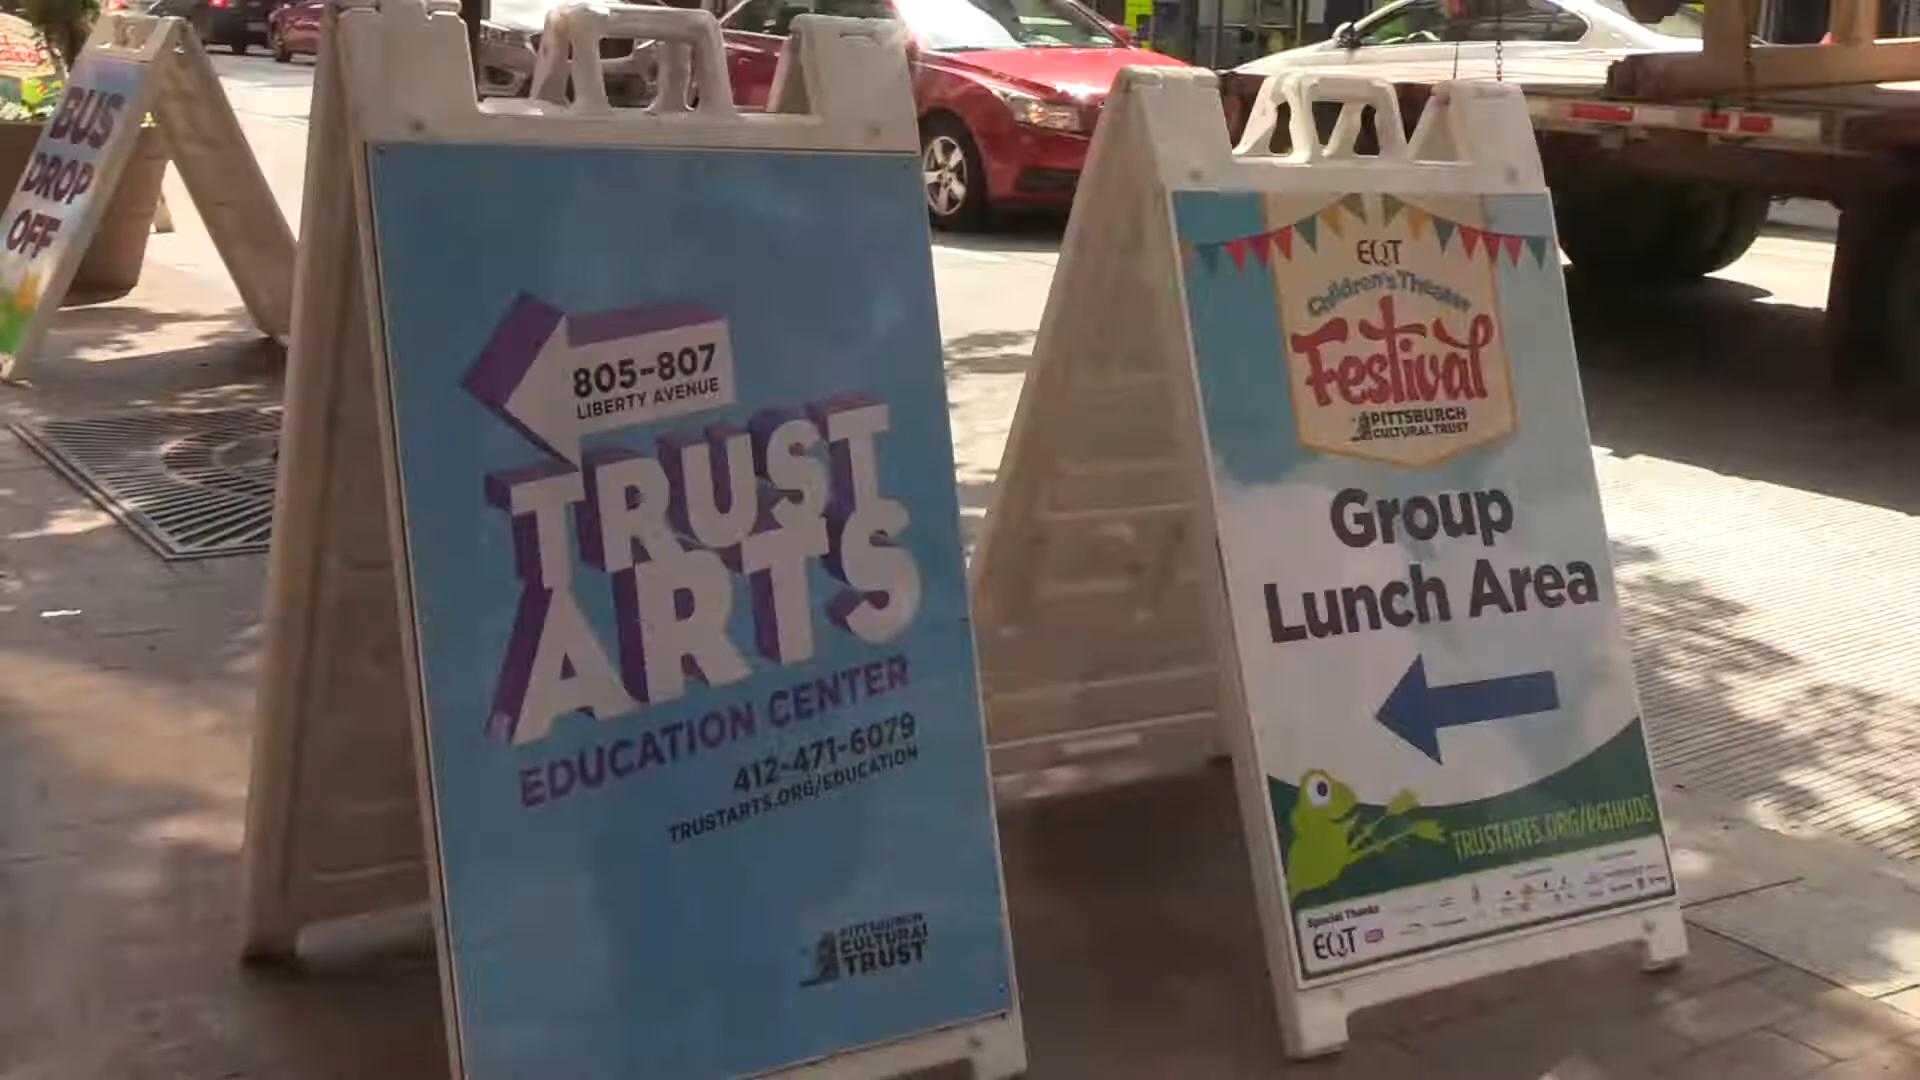 BUS
DROP
OFF
805-807
LIBERTY AVENUE
TRUST
ARTS
EDUCATION CENTER
412-471-6079
TRUSTARTS.ORG/EDUCATION
PITTSBURGH
CULTURAL
TRUST
EQT
Children's Theater
Festival
PITTSBURGH
CULTURAL TRUST
Group
Lunch Area
TRUSTARTS.ORG/PGHKIDS
Special Thanks
EQT